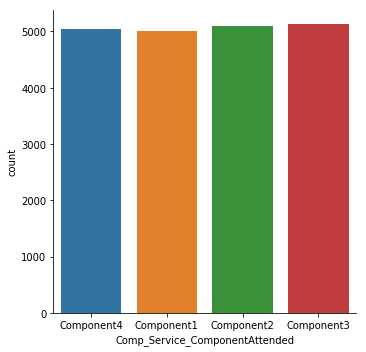 5000
4000
3000
2000
1000
0
count
Component4 Component1 Component2 Component3
Comp_Service_ComponentAttended